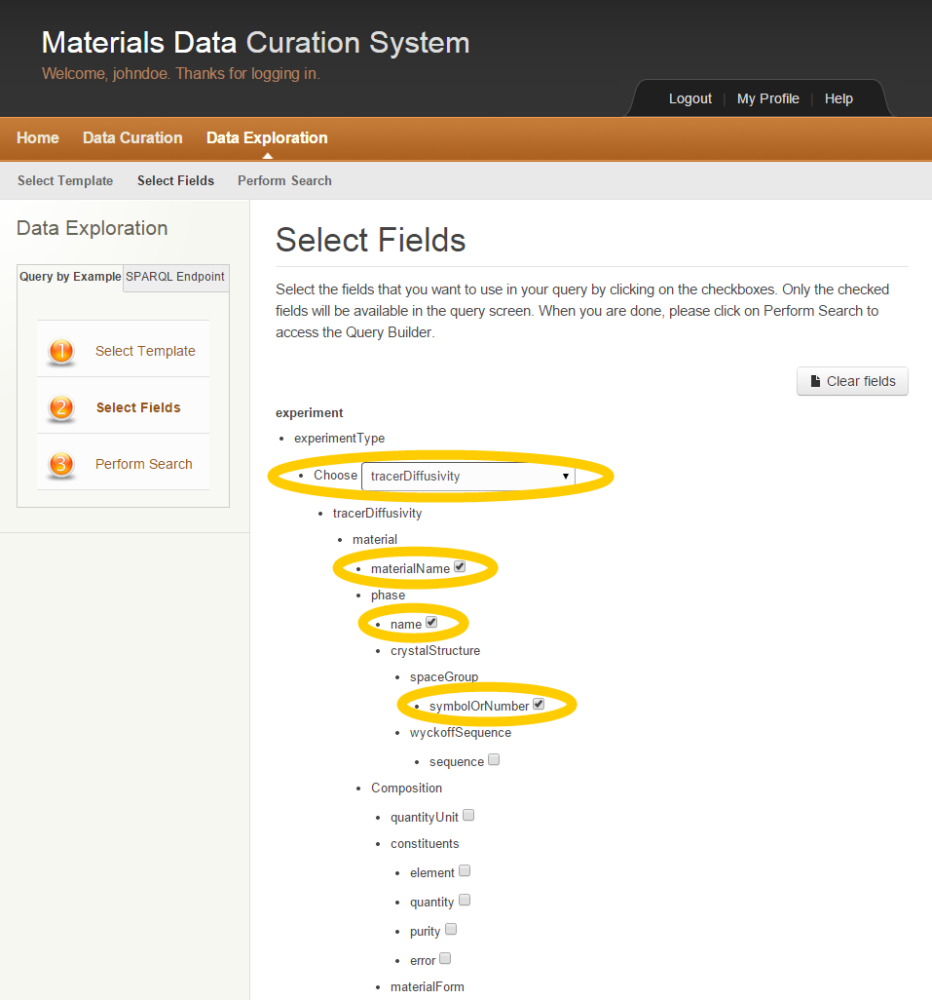 Materials Data Curation System
Welcome, johndoe. Thanks for logging in.
Logout | My Profile | Help
Home Data Curation Data Exploration
Select Template Select Fields Perform Search
Data Exploration
Query by Example SPARQL Endpoint
1 Select Template
2 Select Fields
3 Perform Search
Select Fields
Select the fields that you want to use in your query by clicking on the checkboxes. Only the checked
fields will be available in the query screen. When you are done, please click on Perform Search to
access the Query Builder.
Clear fields
experiment
experimentType
Choose tracerDiffusivity
tracerDiffusivity
material
materialName
phase
name
crystalStructure
spaceGroup
symbolOrNumber
wyckoffSequence
sequence
Composition
quantityUnit
constituents
element
quantity
purity
error
materialForm